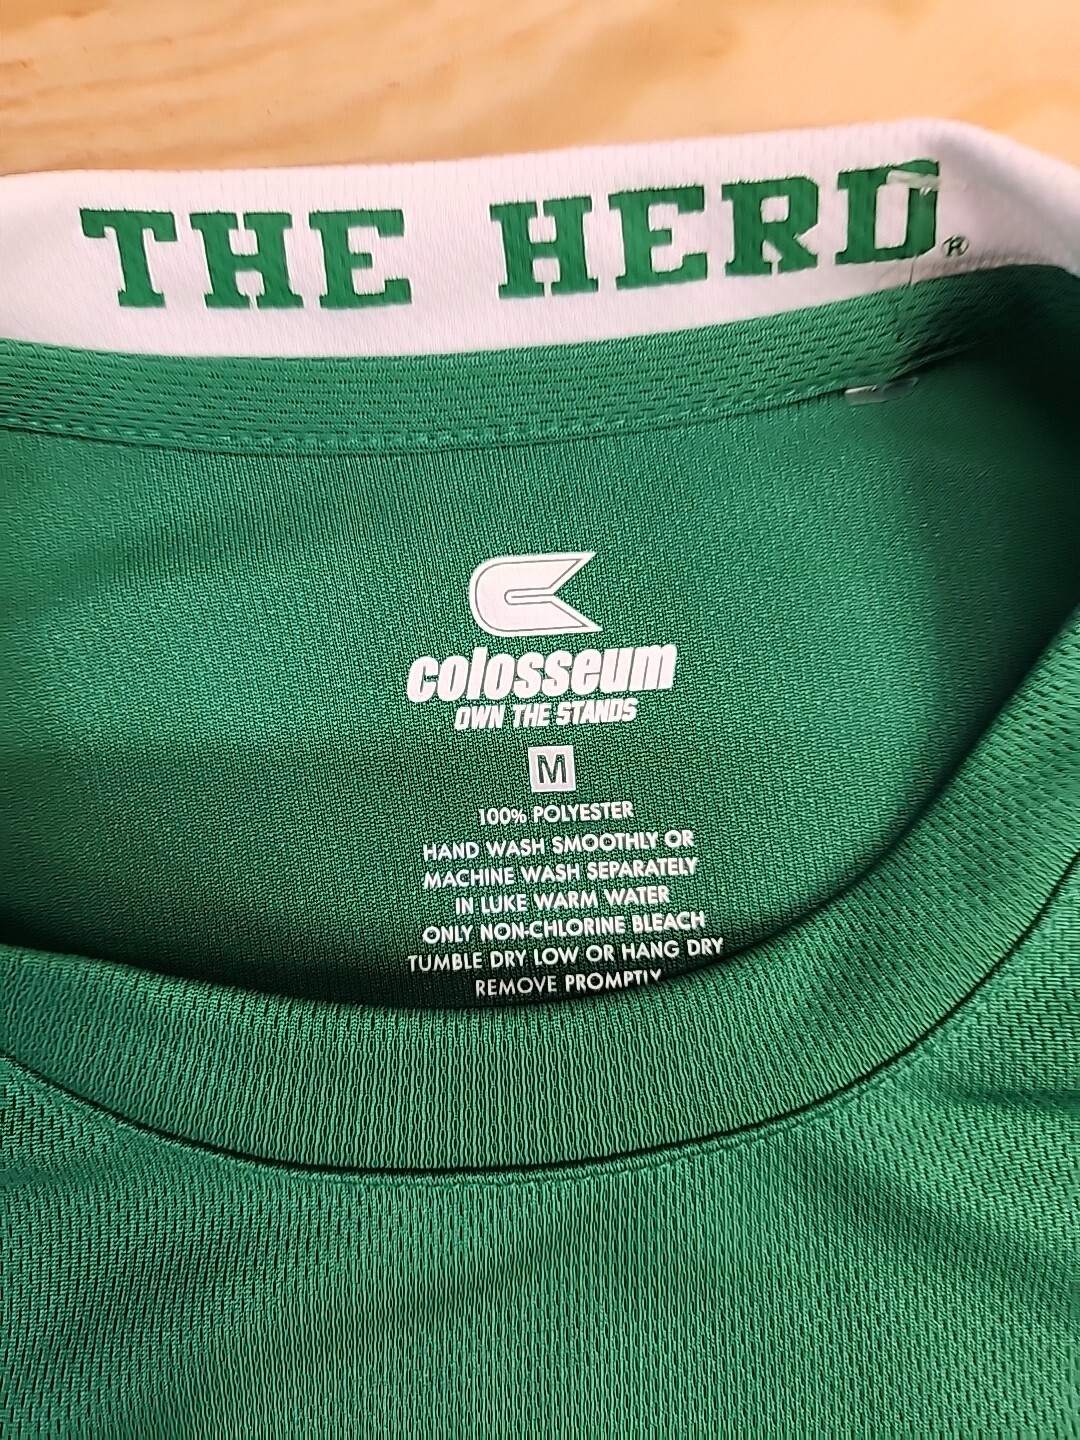 THE HERD®
colosseum
OWN THE STANDS
M
100% POLYESTER
HAND WASH SMOOTHLY OR
MACHINE WASH SEPARATELY
IN LUKE WARM WATER
ONLY NON-CHLORINE BLEACH
TUMBLE DRY LOW OR HANG DRY
REMOVE PROMPTLY